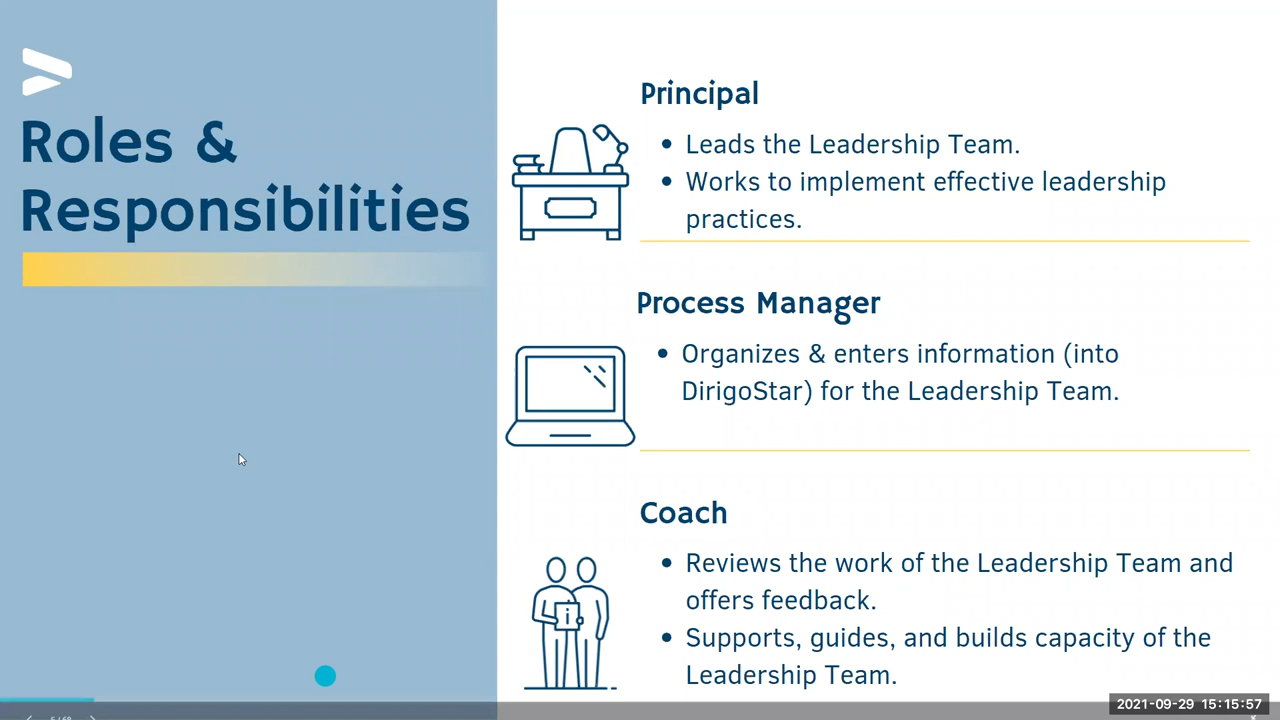 Roles &
Responsibilities
Principal
• Leads the Leadership Team.
• Works to implement effective leadership
practices.
Process Manager
• Organizes & enters information (into
DirigoStar) for the Leadership Team.
Coach
• Reviews the work of the Leadership Team and
offers feedback.
• Supports, guides, and builds capacity of the
Leadership Team.
i
2021-09-29 15:15:57